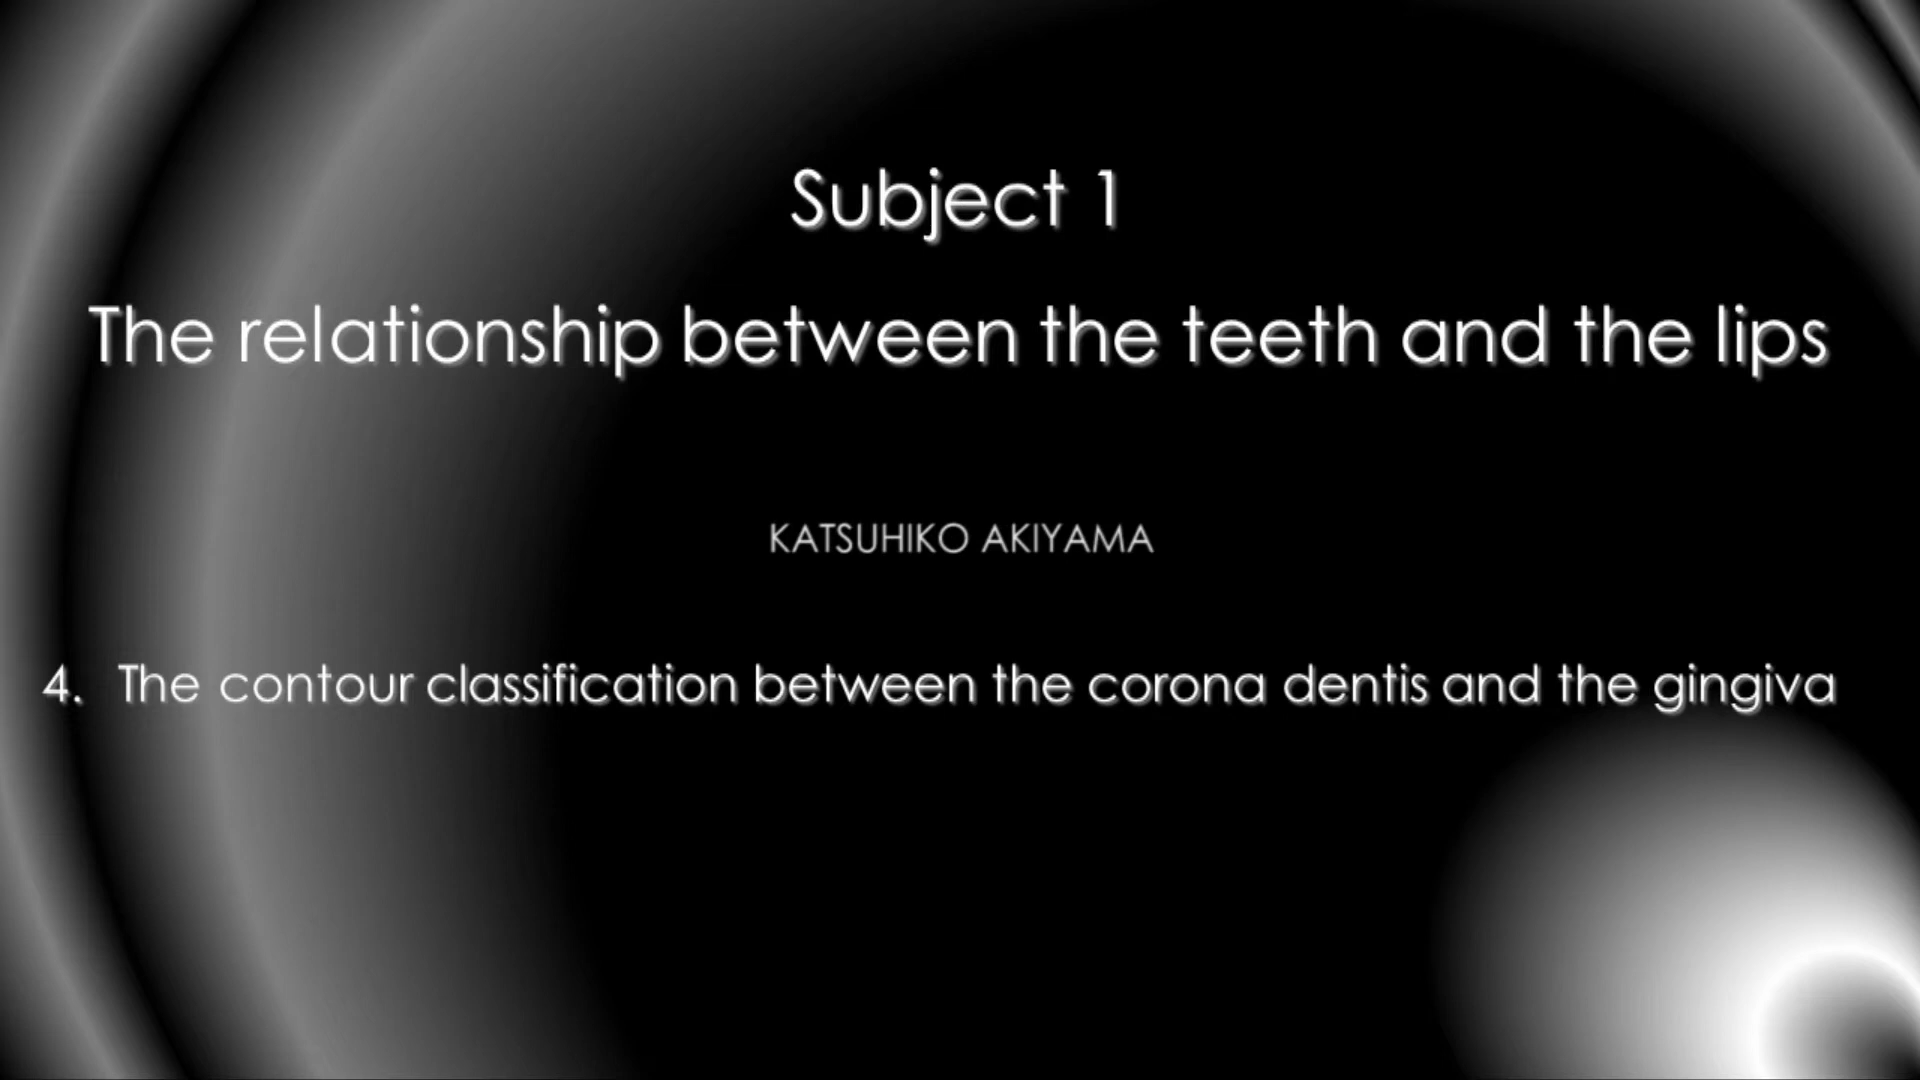 Subject 1
The relationship between the teeth and the lips
KATSUHIKO AKIYAMA
4. The contour classification between the corona dentis and the gingiva